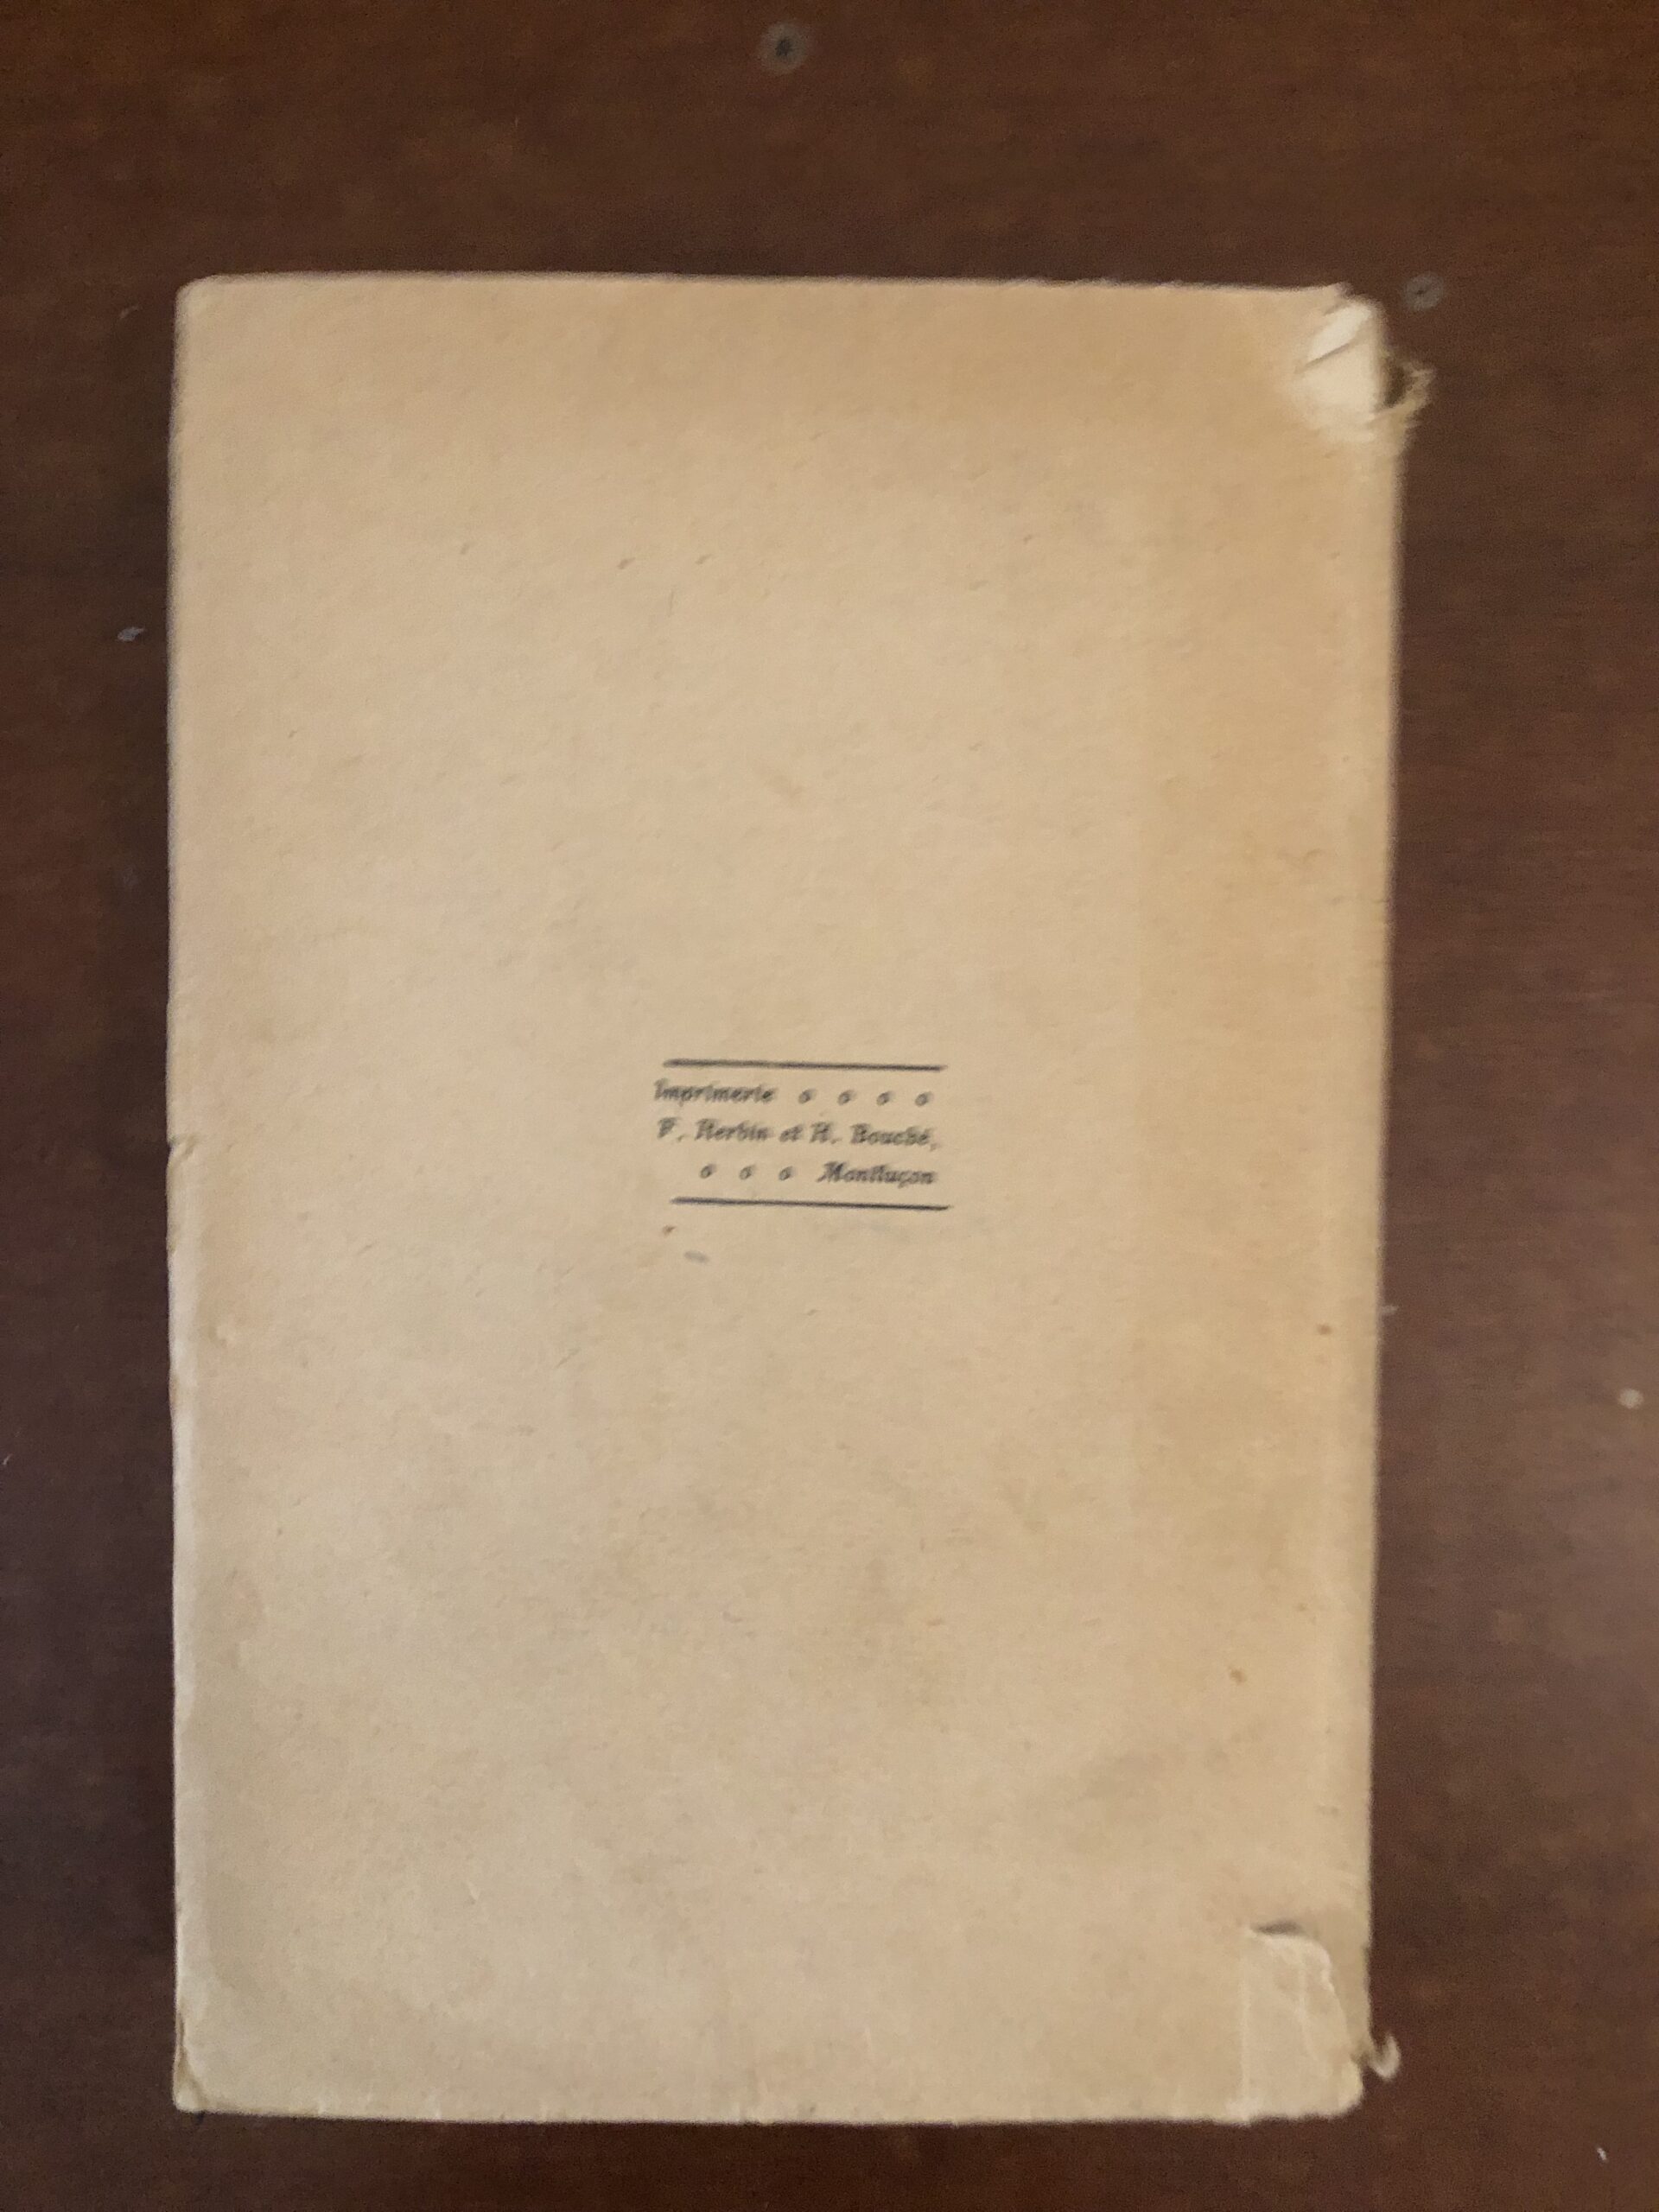 Imprimerie o o o o
F. Herbin et H. Bouché,
o o o Montluçon